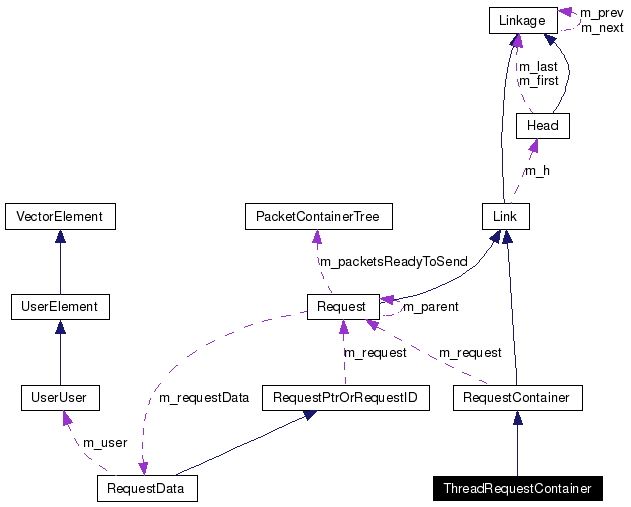 m_prev
Linkage
m_next
m_last
m_first
Head
m_h
VectorElement
PacketContainerTree
Link
m_packetsReadyToSend
UserElement
Request
m_parent
m_request
m_request
m_requestData
UserUser
RequestPtrOrRequestID
RequestContainer
m_user
RequestData
ThreadRequestContainer